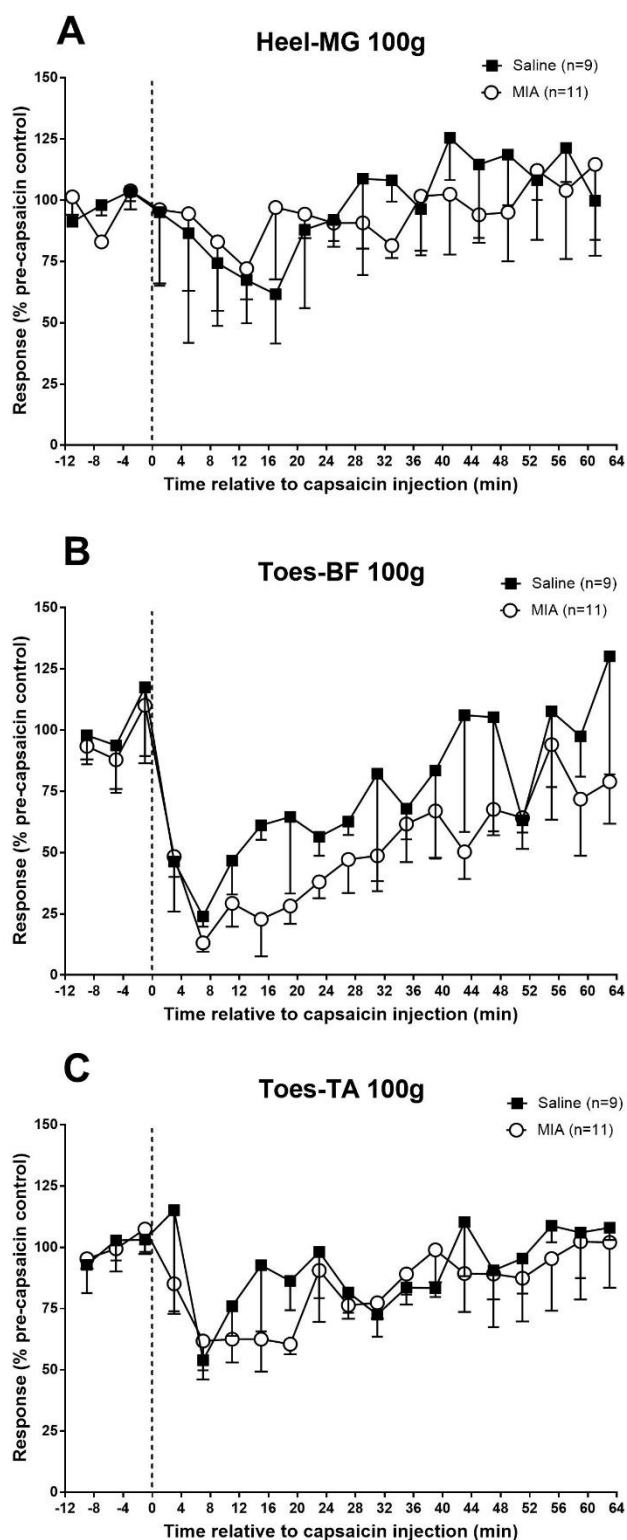 A
Heel-MG 100g
Saline (n=9)
MIA (n=11)
Response (% pre-capsaicin control)
150
125
100
75
50
25
0
-12 -8 -4 0 4 8 12 16 20 24 28 32 36 40 44 48 52 56 60 64
Time relative to capsaicin injection (min)
B
Toes-BF 100g
Saline (n=9)
MIA (n=11)
Response (% pre-capsaicin control)
150
125
100
75
50
25
0
-12 -8 -4 0 4 8 12 16 20 24 28 32 36 40 44 48 52 56 60 64
Time relative to capsaicin injection (min)
C
Toes-TA 100g
Saline (n=9)
MIA (n=11)
Response (% pre-capsaicin control)
150
125
100
75
50
25
0
-12 -8 -4 0 4 8 12 16 20 24 28 32 36 40 44 48 52 56 60 64
Time relative to capsaicin injection (min)